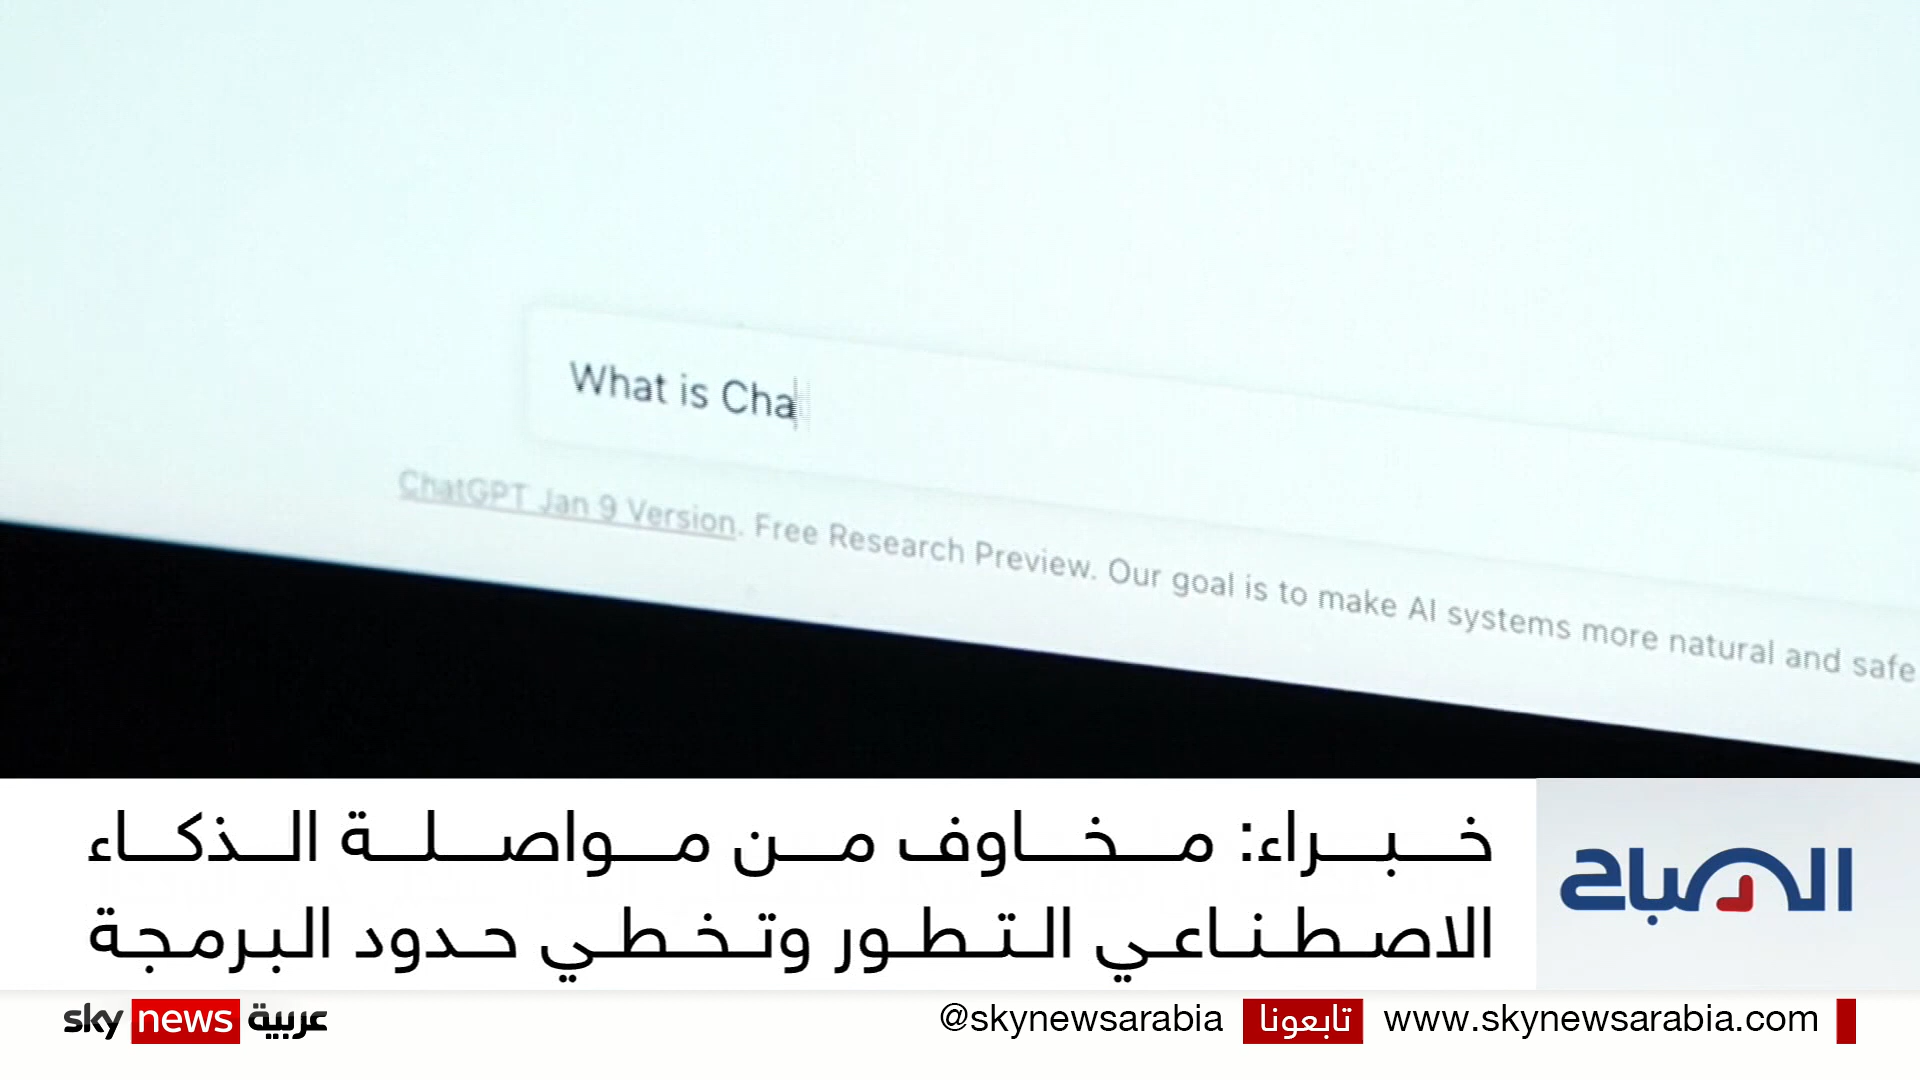 What is Cha
ChatGPT Jan 9 Version. Free Research Preview. Our goal is to make AI systems more natural and safe
خبراء: مخاوف من مواصلة الذكاء
الاصطناعي التطور وتخطي حدود البرمجة
الصباح
sky news عربية
@skynewsarabia تابعونا www.skynewsarabia.com